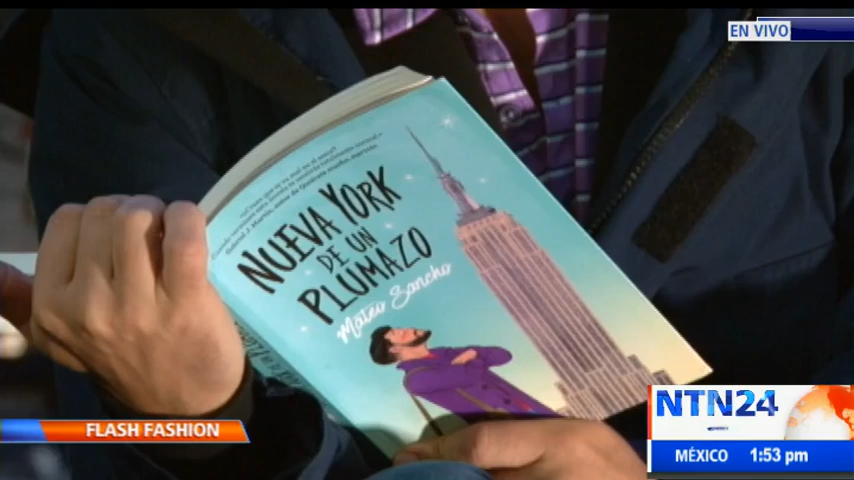 EN VIVO
NUEVA YORK
DE UN
PLUMAZO
Mateo Sancho
FLASH FASHION
NTN24
MÉXICO 1:53 pm